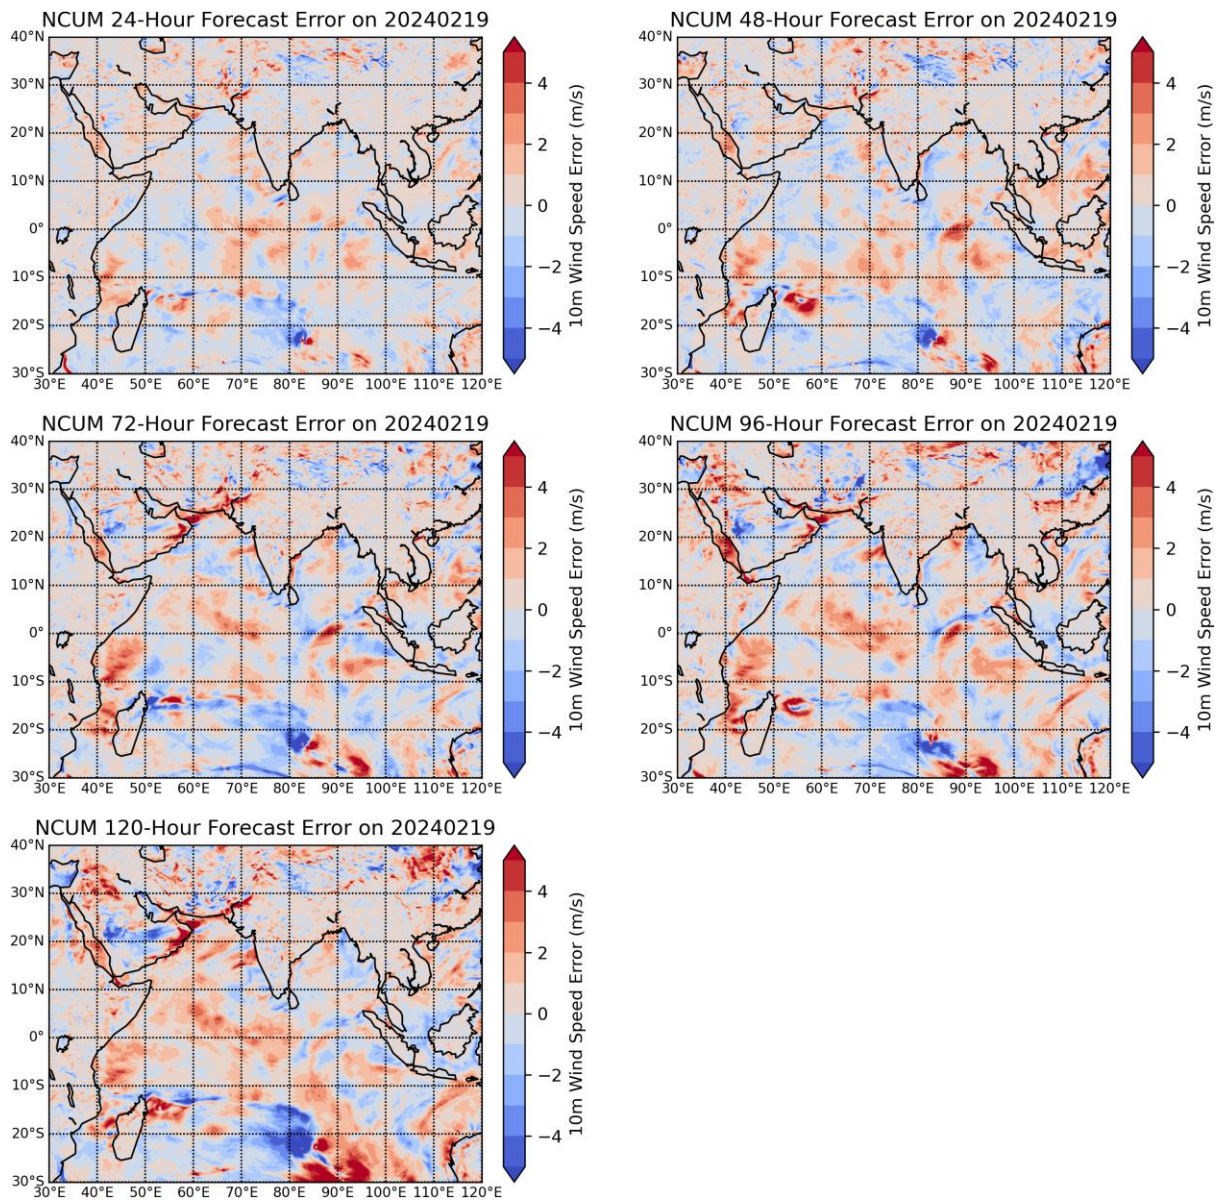 NCUM 24-Hour Forecast Error on 20240219
40°N
30°N
20°N
10°N
0°
10°S
20°S
30°S
30°E 40°E 50°E 60°E 70°E 80°E 90°E 100°E 110°E 120°E
4
2
0
−2
−4
10m Wind Speed Error (m/s)
NCUM 48-Hour Forecast Error on 20240219
40°N
30°N
20°N
10°N
0°
10°S
20°S
30°S
30°E 40°E 50°E 60°E 70°E 80°E 90°E 100°E 110°E 120°E
4
2
0
−2
−4
10m Wind Speed Error (m/s)
NCUM 72-Hour Forecast Error on 20240219
40°N
30°N
20°N
10°N
0°
10°S
20°S
30°S
30°E 40°E 50°E 60°E 70°E 80°E 90°E 100°E 110°E 120°E
4
2
0
−2
−4
10m Wind Speed Error (m/s)
NCUM 96-Hour Forecast Error on 20240219
40°N
30°N
20°N
10°N
0°
10°S
20°S
30°S
30°E 40°E 50°E 60°E 70°E 80°E 90°E 100°E 110°E 120°E
4
2
0
−2
−4
10m Wind Speed Error (m/s)
NCUM 120-Hour Forecast Error on 20240219
40°N
30°N
20°N
10°N
0°
10°S
20°S
30°S
30°E 40°E 50°E 60°E 70°E 80°E 90°E 100°E 110°E 120°E
4
2
0
−2
−4
10m Wind Speed Error (m/s)